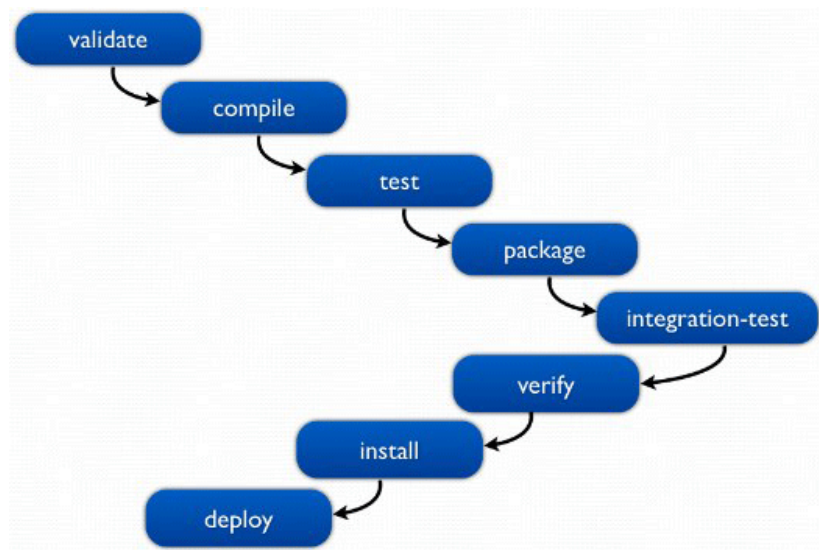 validate
compile
test
package
integration-test
verify
install
deploy